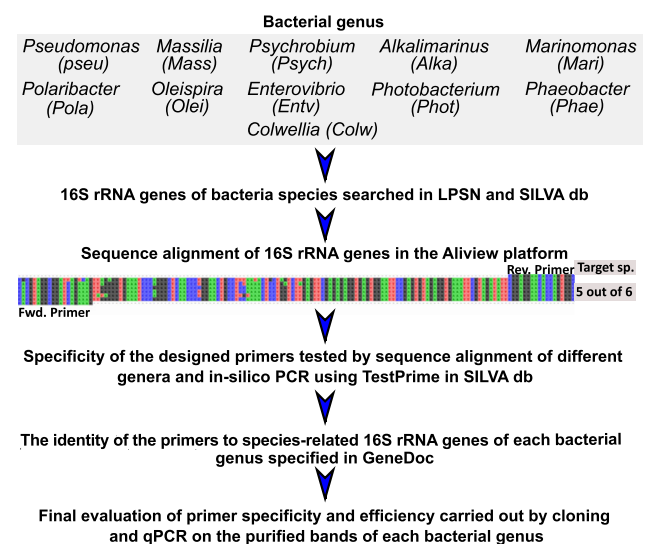 Bacterial genus
Pseudomonas Massilia Psychrobium Alkalimarinus Marinomonas
(pseu) (Mass) (Psych) (Alka) (Mari)
Polaribacter Oleispira Enterovibrio Photobacterium Phaeobacter
(Pola) (Olei) (Entv) (Phot) (Phae)
Colwellia (Colw)
16S rRNA genes of bacteria species searched in LPSN and SILVA db
Sequence alignment of 16S rRNA genes in the Aliview platform
Rev. Primer Target sp.
5 out of 6
Fwd. Primer
Specificity of the designed primers tested by sequence alignment of different
genera and in-silico PCR using TestPrime in SILVA db
The identity of the primers to species-related 16S rRNA genes of each bacterial
genus specified in GeneDoc
Final evaluation of primer specificity and efficiency carried out by cloning
and qPCR on the purified bands of each bacterial genus